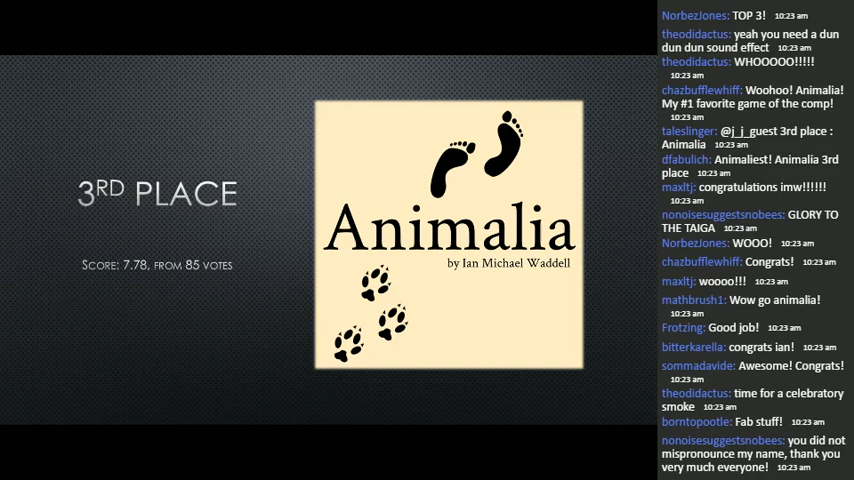 3RD PLACE
SCORE: 7.78, FROM 85 VOTES
Animalia
by Ian Michael Waddell
NorbezJones: TOP 3! 10:23 am
theodidactus: yeah you need a dun
dun dun sound effect 10:23 am
theodidactus: WHOOOOO!!!!!
10:23 am
chazbufflewhiff: Woohoo! Animalia!
My #1 favorite game of the comp!
10:23 am
taleslinger: @j_j_guest 3rd place :
Animalia 10:23 am
dfabulich: Animaliest! Animalia 3rd
place 10:23 am
maxltj: congratulations imw!!!!!!
10:23 am
nonoisesuggestsnobees: GLORY TO
THE TAIGA 10:23 am
NorbezJones: WOOO! 10:23 am
chazbufflewhiff: Congrats! 10:23 am
maxltj: woooo!!! 10:23 am
mathbrush1: Wow go animalia!
10:23 am
Frotzing: Good job! 10:23 am
bitterkarella: congrats ian! 10:23 am
sommadavide: Awesome! Congrats!
10:23 am
theodidactus: time for a celebratory
smoke 10:23 am
borntopootle: Fab stuff! 10:23 am
nonoisesuggestsnobees: you did not
mispronounce my name, thank you
very much everyone! 10:23 am